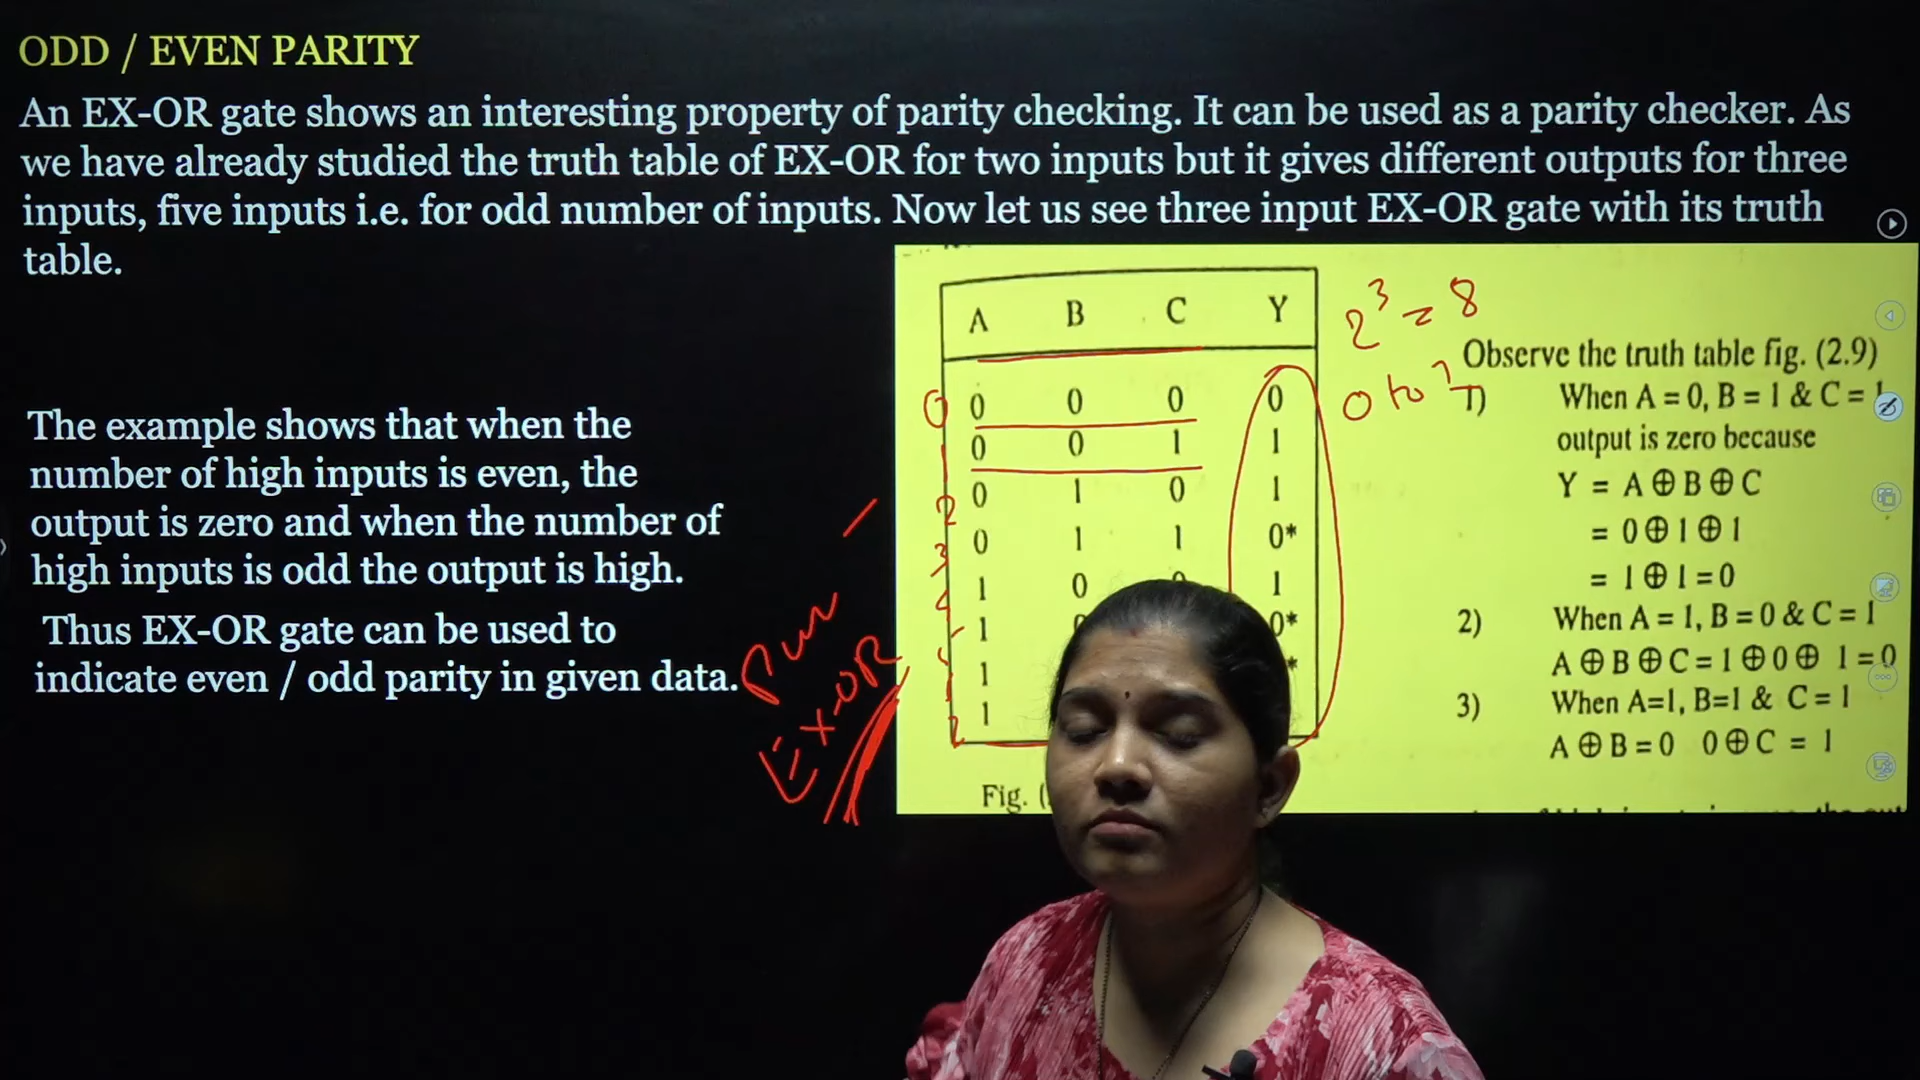 ODD / EVEN PARITY
An EX-OR gate shows an interesting property of parity checking. It can be used as a parity checker. As
we have already studied the truth table of EX-OR for two inputs but it gives different outputs for three
inputs, five inputs i.e. for odd number of inputs. Now let us see three input EX-OR gate with its truth
table.
The example shows that when the
number of high inputs is even, the
output is zero and when the number of
high inputs is odd the output is high.
Thus EX-OR gate can be used to
indicate even / odd parity in given data.
EX-OR
A B C Y
0 0 0 0 0
0 0 1 1
2 0 1 0 1
3 0 1 1 0*
4 1 0 1
1 0*
1 *
1
Fig. (
2³ = 8
0 to 7
Observe the truth table fig. (2.9)
1) When A = 0, B = 1 & C = 1
output is zero because
Y = A ⊕ B ⊕ C
= 0 ⊕ 1 ⊕ 1
= 1 ⊕ 1 = 0
2) When A = 1, B = 0 & C = 1
A ⊕ B ⊕ C = 1 ⊕ 0 ⊕ 1 = 0
3) When A=1, B=1 & C = 1
A ⊕ B = 0 0 ⊕ C = 1